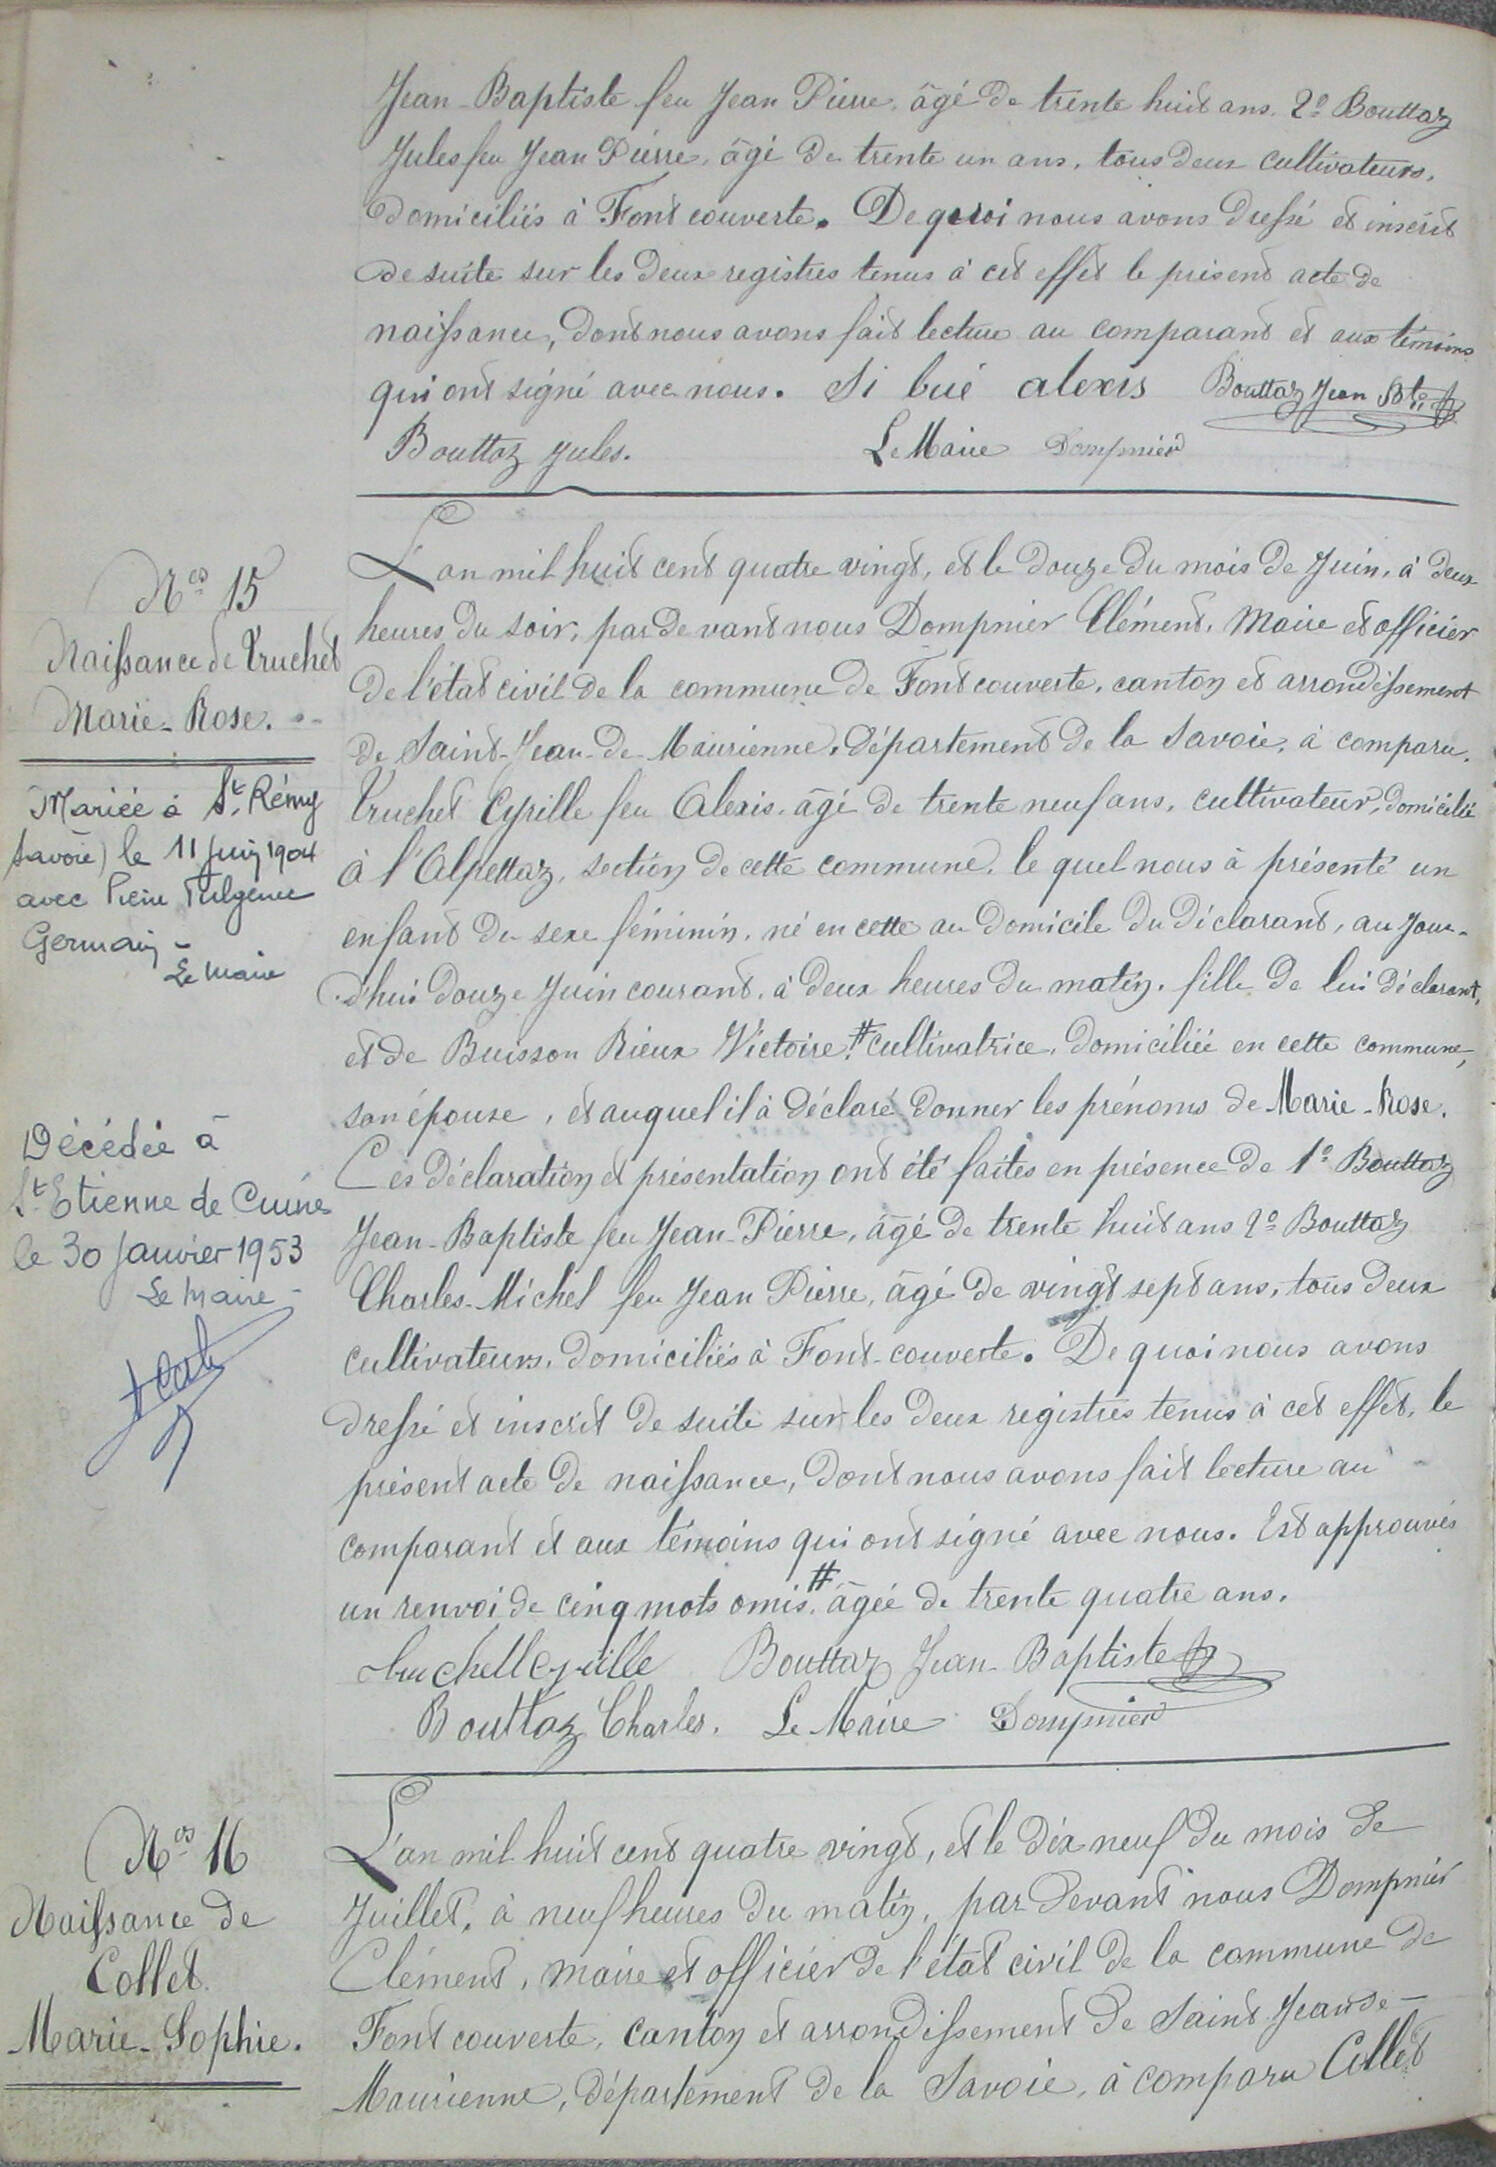 Jean-Baptiste feu Jean Pierre, âgé de trente huit ans. 2º Bouttaz
Jules feu Jean Pierre, âgé de trente un ans, tous deux cultivateurs,
domiciliés à Fontcouverte. De quoi nous avons dressé et inscrit
de suite sur les deux registres tenus à cet effet le présent acte de
naissance, dont nous avons fait lecture au comparant et aux témoins
qui ont signé avec nous. Si bué alexis Bouttaz Jean Bte
Bouttaz Jules. Le Maire Dompnier
Nos 15
Naissance de Truchet
Marie-Rose.
Mariée à St. Rémy
Savoie) le 11 Juin 1904
avec Pierre Fulgence
Germain -
Le Maire
Décédée à
St Etienne de Cuines
le 30 Janvier 1953
Le Maire -
L'an mil huit cent quatre vingt, et le douze du mois de Juin, à deux
heures du soir, par devant nous Dompnier Clément, Maire et officier
de l'état civil de la commune de Fontcouverte, canton et arrondissement
de Saint-Jean-de-Maurienne, département de la Savoie, à comparu,
Truchet Cyrille feu Alexis, âgé de trente neuf ans, cultivateur, domicilié
à l'Alpettaz, section de cette commune, le quel nous à présenté un
enfant du sexe féminin, né en cette au domicile du déclarant, au jour-
d'hui douze Juin courant, à deux heures du matin, fille de lui déclarant,
et de Buisson Rieux Victoire,# cultivatrice, domiciliée en cette commune,
son épouse, et auquel il à déclaré donner les prénoms de Marie-Rose.
Ces déclaration et présentation ont été faites en présence de 1º Bouttaz
Jean-Baptiste feu Jean-Pierre, âgé de trente huit ans 2º Bouttaz
Charles-Michel feu Jean Pierre, âgé de vingt sept ans, tous deux
cultivateurs, domiciliés à Font-couverte. De quoi nous avons
dressé et inscrit de suite sur les deux registres tenus à cet effet, le
présent acte de naissance, dont nous avons fait lecture au
comparant et aux témoins qui ont signé avec nous. Est approuvés
un renvoi de cinq mots omis.# âgée de trente quatre ans.
Truchett Cyrille Bouttaz Jean-Baptiste
Bouttaz Charles. Le Maire Dompnier
Nos 16
Naissance de
Collet
Marie-Sophie.
L'an mil huit cent quatre vingt, et le dix neuf du mois de
Juillet, à neuf heures du matin, par devant nous Dompnier
Clément, maire et officier de l'état civil de la commune de
Font couverte, canton et arrondissement de Saint Jean de-
Maurienne, département de la Savoie, à comparu Collet